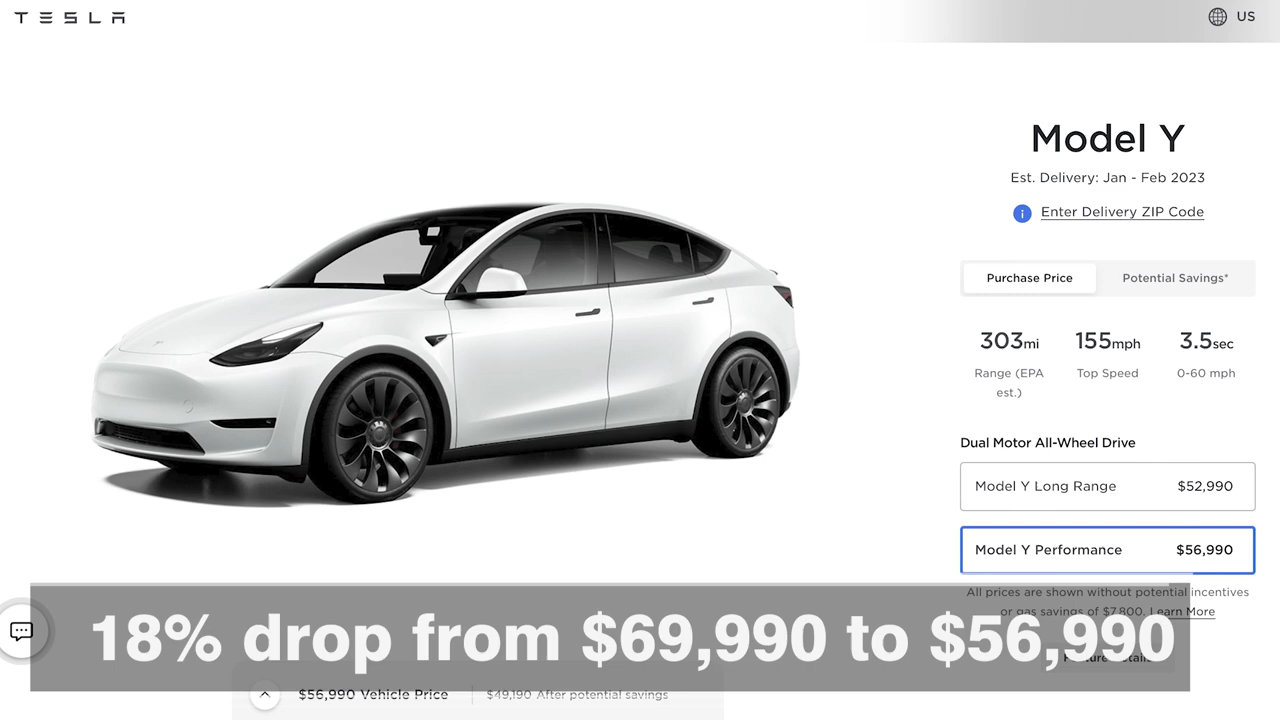 TESLA
US
Model Y
Est. Delivery: Jan - Feb 2023
Enter Delivery ZIP Code
Purchase Price
Potential Savings*
303mi
155mph
3.5sec
Range (EPA est.)
Top Speed
0-60 mph
Dual Motor All-Wheel Drive
Model Y Long Range $52,990
Model Y Performance $56,990
All prices are shown without potential incentives
or gas savings of $7,800. Learn More
18% drop from $69,990 to $56,990
$56,990 Vehicle Price
$49,190 After potential savings